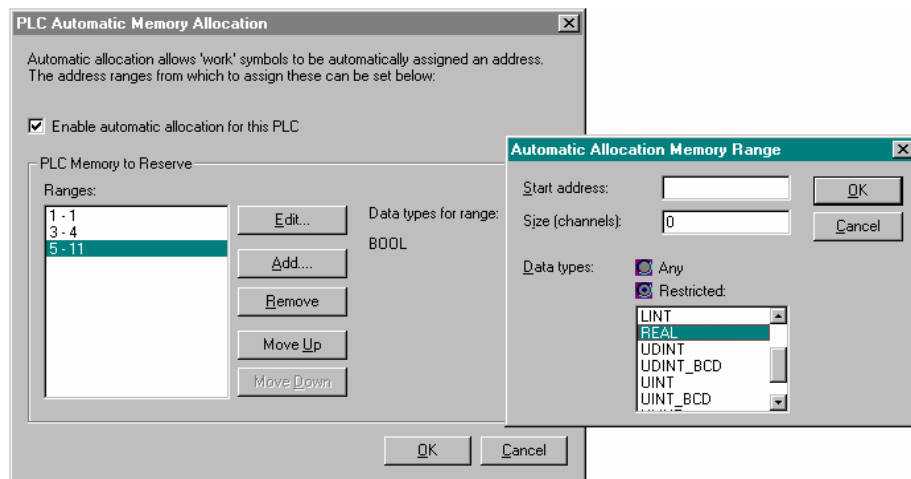 PLC Automatic Memory Allocation
Automatic allocation allows 'work' symbols to be automatically assigned an address.
The address ranges from which to assign these can be set below:
Enable automatic allocation for this PLC
PLC Memory to Reserve
Ranges:
1 - 1
3 - 4
5 - 11
Edit...
Add....
Remove
Move Up
Move Down
Data types for range:
BOOL
OK
Cancel
Automatic Allocation Memory Range
Start address:
Size (channels):
0
OK
Cancel
Data types:
Any
Restricted:
LINT
REAL
UDINT
UDINT_BCD
UINT
UINT_BCD